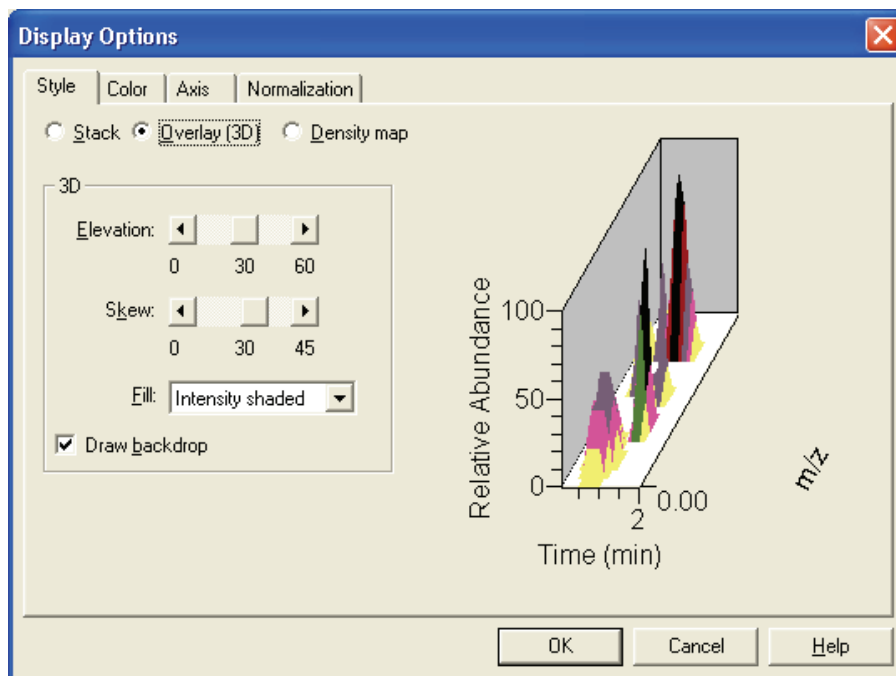 Display Options
Style Color Axis Normalization
Stack Overlay (3D) Density map
3D
Elevation:
0 30 60
Skew:
0 30 45
Fill: Intensity shaded
Draw backdrop
Relative Abundance
100
50
0
2
0.00
Time (min)
m/z
OK Cancel Help